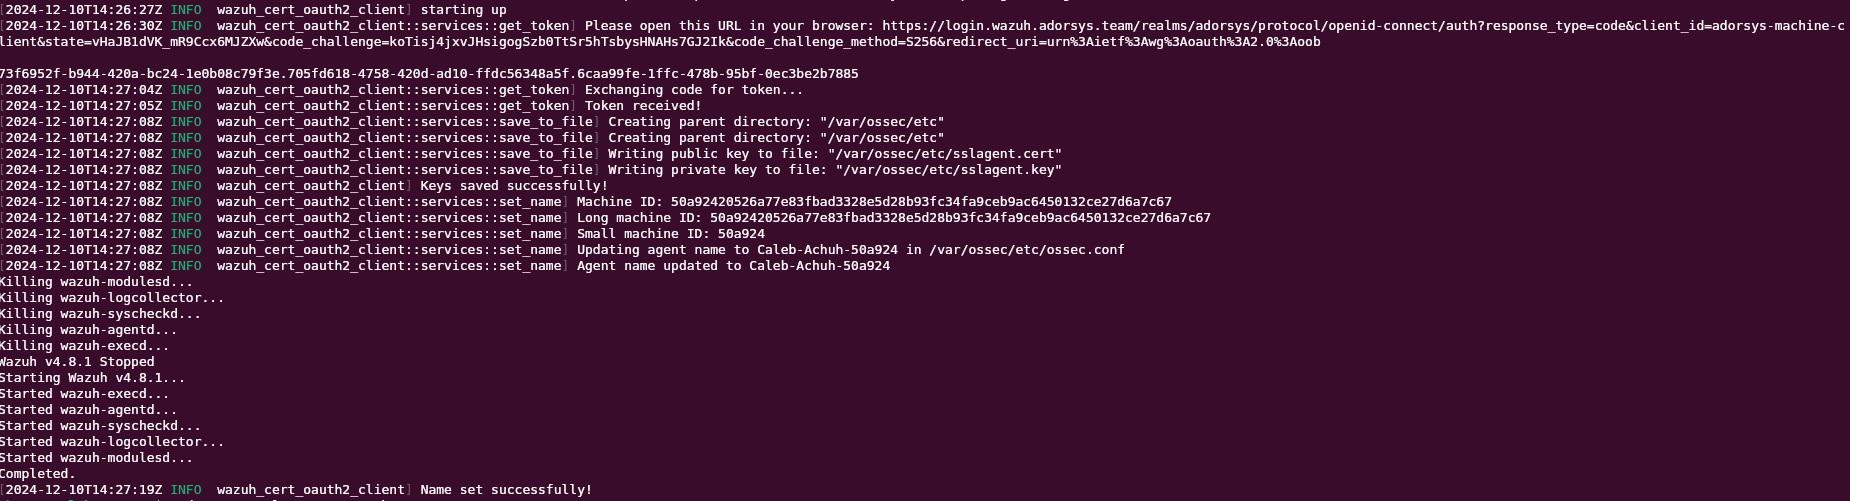 [2024-12-10T14:26:27Z INFO  wazuh_cert_oauth2_client] starting up
[2024-12-10T14:26:30Z INFO  wazuh_cert_oauth2_client::services::get_token] Please open this URL in your browser: https://login.wazuh.adorsys.team/realms/adorsys/protocol/openid-connect/auth?response_type=code&client_id=adorsys-machine-c
lient&state=vHaJB1dVK_mR9Ccx6MJZXw&code_challenge=koTisj4jxvJHsigogSzb0TtSr5hTsbysHNAHs7GJ2Ik&code_challenge_method=S256&redirect_uri=urn%3Aietf%3Awg%3Aoauth%3A2.0%3Aoob
73f6952f-b944-420a-bc24-1e0b08c79f3e.705fd618-4758-420d-ad10-ffdc56348a5f.6caa99fe-1ffc-478b-95bf-0ec3be2b7885
[2024-12-10T14:27:04Z INFO  wazuh_cert_oauth2_client::services::get_token] Exchanging code for token...
[2024-12-10T14:27:05Z INFO  wazuh_cert_oauth2_client::services::get_token] Token received!
[2024-12-10T14:27:08Z INFO  wazuh_cert_oauth2_client::services::save_to_file] Creating parent directory: "/var/ossec/etc"
[2024-12-10T14:27:08Z INFO  wazuh_cert_oauth2_client::services::save_to_file] Creating parent directory: "/var/ossec/etc"
[2024-12-10T14:27:08Z INFO  wazuh_cert_oauth2_client::services::save_to_file] Writing public key to file: "/var/ossec/etc/sslagent.cert"
[2024-12-10T14:27:08Z INFO  wazuh_cert_oauth2_client::services::save_to_file] Writing private key to file: "/var/ossec/etc/sslagent.key"
[2024-12-10T14:27:08Z INFO  wazuh_cert_oauth2_client] Keys saved successfully!
[2024-12-10T14:27:08Z INFO  wazuh_cert_oauth2_client::services::set_name] Machine ID: 50a92420526a77e83fbad3328e5d28b93fc34fa9ceb9ac6450132ce27d6a7c67
[2024-12-10T14:27:08Z INFO  wazuh_cert_oauth2_client::services::set_name] Long machine ID: 50a92420526a77e83fbad3328e5d28b93fc34fa9ceb9ac6450132ce27d6a7c67
[2024-12-10T14:27:08Z INFO  wazuh_cert_oauth2_client::services::set_name] Small machine ID: 50a924
[2024-12-10T14:27:08Z INFO  wazuh_cert_oauth2_client::services::set_name] Updating agent name to Caleb-Achuh-50a924 in /var/ossec/etc/ossec.conf
[2024-12-10T14:27:08Z INFO  wazuh_cert_oauth2_client::services::set_name] Agent name updated to Caleb-Achuh-50a924
Killing wazuh-modulesd...
Killing wazuh-logcollector...
Killing wazuh-syscheckd...
Killing wazuh-agentd...
Killing wazuh-execd...
Wazuh v4.8.1 Stopped
Starting Wazuh v4.8.1...
Started wazuh-execd...
Started wazuh-agentd...
Started wazuh-syscheckd...
Started wazuh-logcollector...
Started wazuh-modulesd...
Completed.
[2024-12-10T14:27:19Z INFO  wazuh_cert_oauth2_client] Name set successfully!